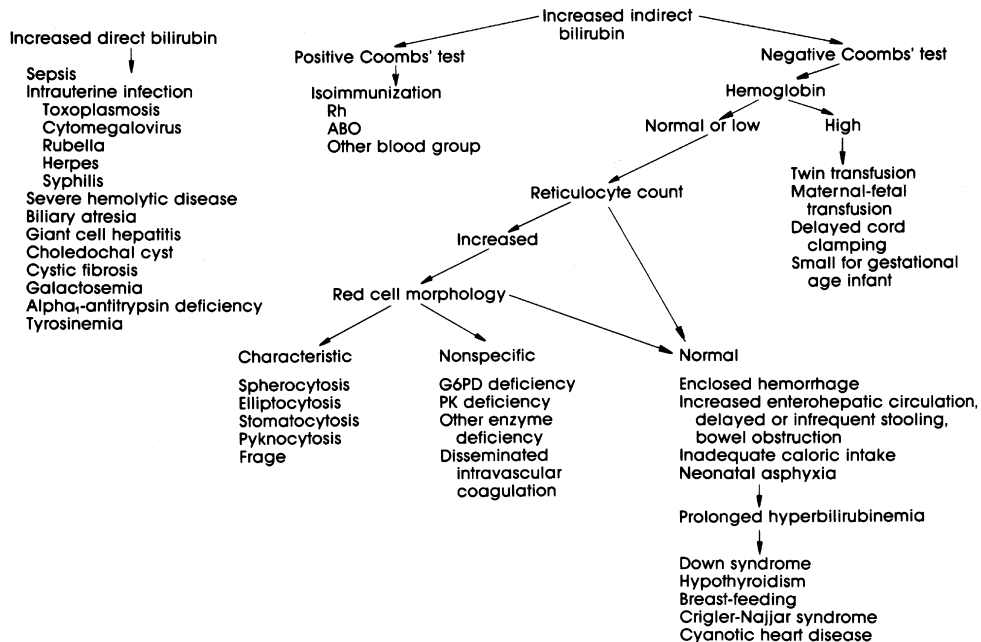 Increased direct bilirubin
Sepsis
Intrauterine infection
Toxoplasmosis
Cytomegalovirus
Rubella
Herpes
Syphilis
Severe hemolytic disease
Biliary atresia
Giant cell hepatitis
Choledochal cyst
Cystic fibrosis
Galactosemia
Alpha₁-antitrypsin deficiency
Tyrosinemia
Increased indirect
bilirubin
Positive Coombs' test
Isoimmunization
Rh
ABO
Other blood group
Negative Coombs' test
Hemoglobin
Normal or low
High
Twin transfusion
Maternal-fetal
transfusion
Delayed cord
clamping
Small for gestational
age infant
Reticulocyte count
Increased
Red cell morphology
Characteristic
Spherocytosis
Elliptocytosis
Stomatocytosis
Pyknocytosis
Frage
Nonspecific
G6PD deficiency
PK deficiency
Other enzyme
deficiency
Disseminated
intravascular
coagulation
Normal
Enclosed hemorrhage
Increased enterohepatic circulation,
delayed or infrequent stooling,
bowel obstruction
Inadequate caloric intake
Neonatal asphyxia
Prolonged hyperbilirubinemia
Down syndrome
Hypothyroidism
Breast-feeding
Crigler-Najjar syndrome
Cyanotic heart disease